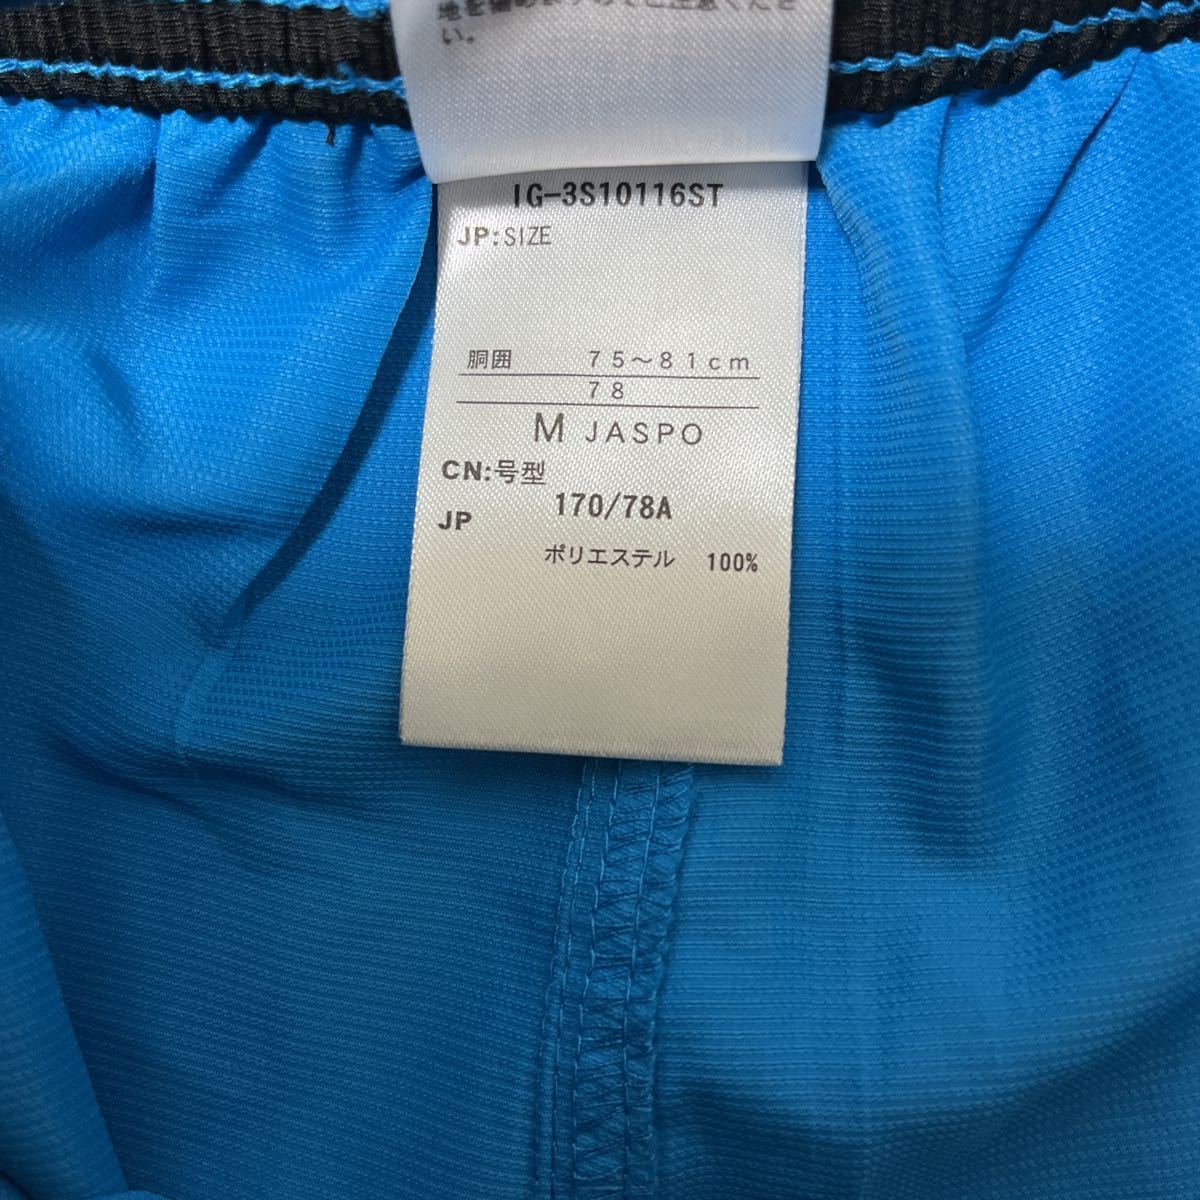 い。
IG-3S10116ST
JP:SIZE
胴囲 75~81cm
78
M JASPO
CN:号型
170/78A
JP
ポリエステル 100%